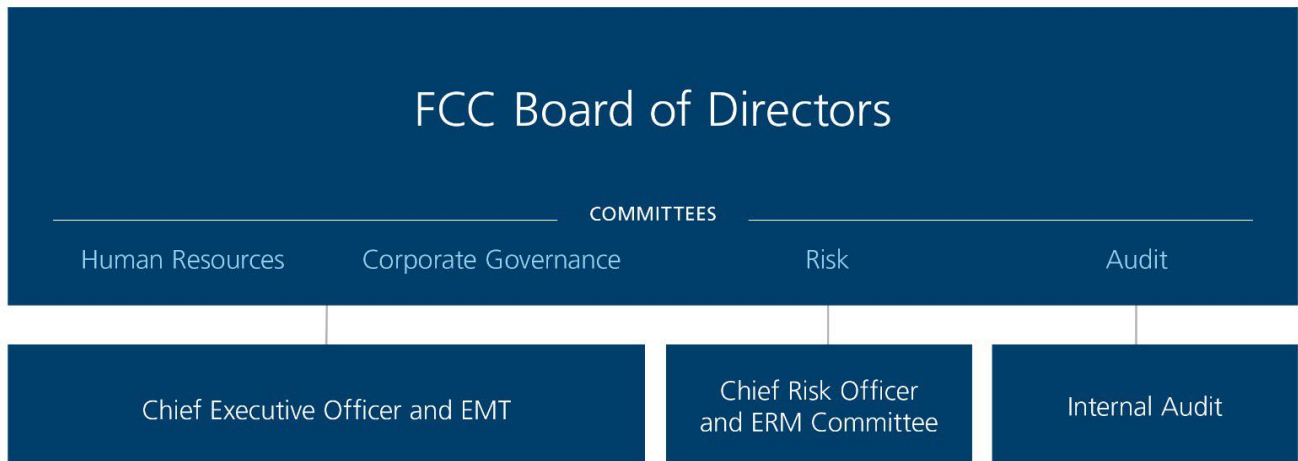 FCC Board of Directors
COMMITTEES
Human Resources
Corporate Governance
Risk
Audit
Chief Executive Officer and EMT
Chief Risk Officer
and ERM Committee
Internal Audit